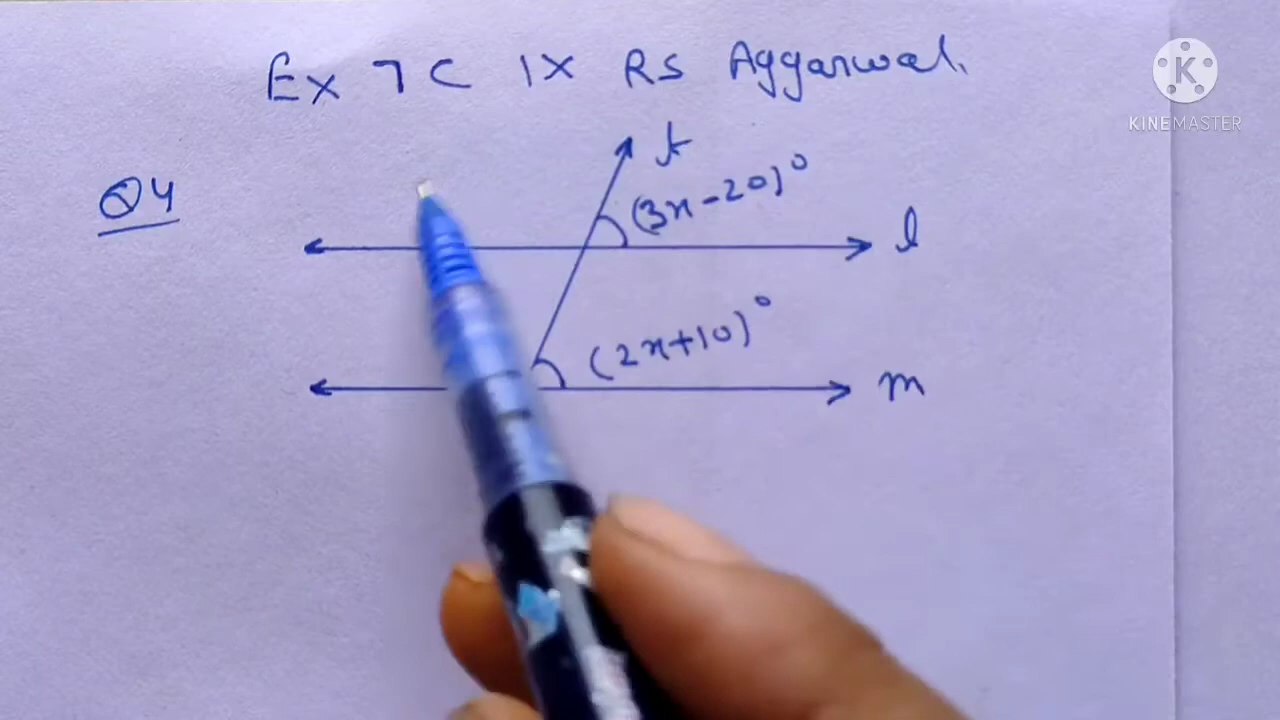 Ex 7C IX RS Aggarwal.
K
KINEMASTER
t
Q4
(3x-20)°
l
(2x+10)°
m